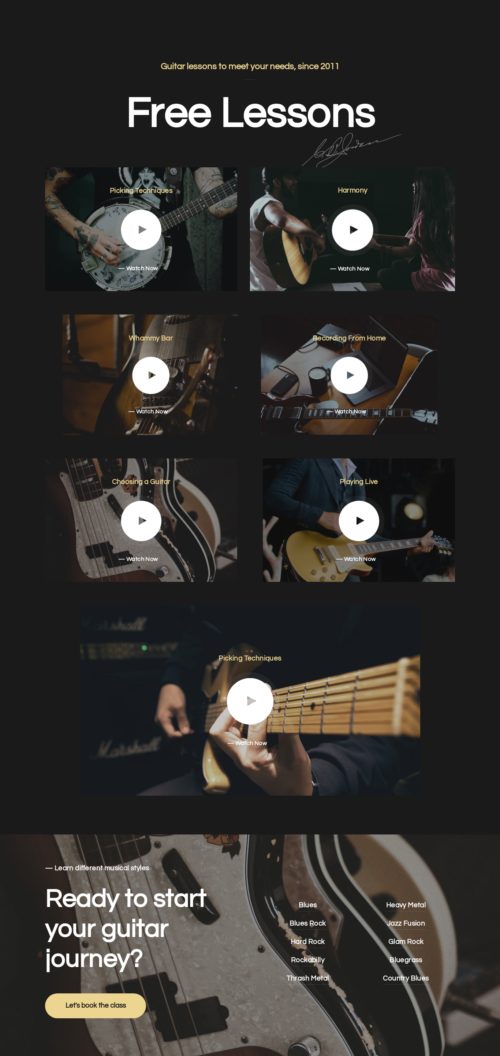 Guitar lessons to meet your needs, since 2011
Free Lessons
Picking Techniques
— Watch Now
Harmony
— Watch Now
Whammy Bar
— Watch Now
Recording From Home
— Watch Now
Choosing a Guitar
— Watch Now
Playing Live
— Watch Now
Marshall
Picking Techniques
Marshall
— Watch Now
— Learn different musical styles
Ready to start
your guitar
journey?
Let's book the class
Blues
Blues Rock
Hard Rock
Rockabilly
Thrash Metal
Heavy Metal
Jazz Fusion
Glam Rock
Bluegrass
Country Blues